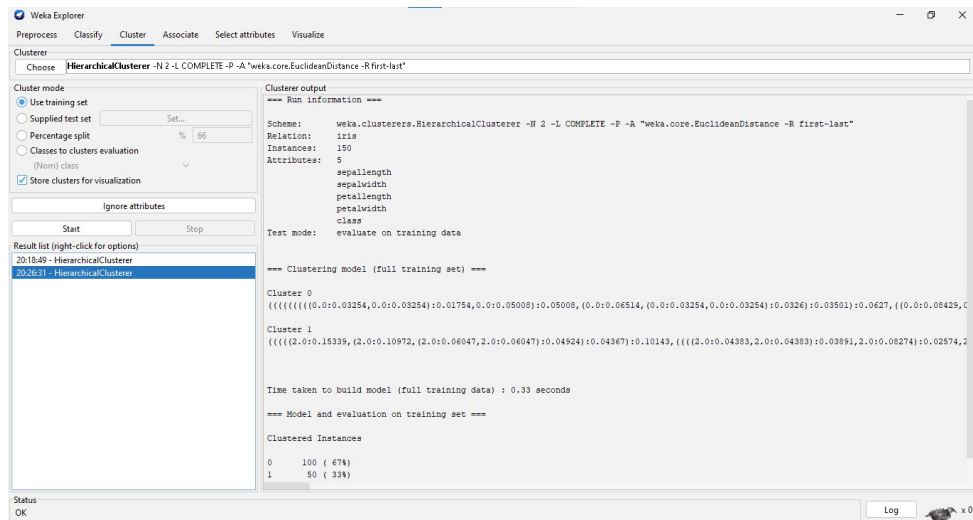 Weka Explorer
Preprocess Classify Cluster Associate Select attributes Visualize
Clusterer
Choose HierarchicalClusterer -N 2 -L COMPLETE -P -A "weka.core.EuclideanDistance -R first-last"
Cluster mode
Use training set
Supplied test set Set...
Percentage split % 66
Classes to clusters evaluation
(Nom) class
Store clusters for visualization
Ignore attributes
Start Stop
Result list (right-click for options)
20:18:49 - HierarchicalClusterer
20:26:31 - HierarchicalClusterer
Clusterer output
=== Run information ===
Scheme: weka.clusterers.HierarchicalClusterer -N 2 -L COMPLETE -P -A "weka.core.EuclideanDistance -R first-last"
Relation: iris
Instances: 150
Attributes: 5
sepallength
sepalwidth
petallength
petalwidth
class
Test mode: evaluate on training data
=== Clustering model (full training set) ===
Cluster 0
(((((((((0.0:0.03254,0.0:0.03254):0.01754,0.0:0.05008):0.05008,(0.0:0.06514,(0.0:0.03254,0.0:0.03254):0.0326):0.03501):0.0627,((0.0:0.08429,0
Cluster 1
(((((2.0:0.15339,(2.0:0.10972,(2.0:0.06047,2.0:0.06047):0.04924):0.04367):0.10143,((((2.0:0.04383,2.0:0.04383):0.03891,2.0:0.08274):0.02574,2
Time taken to build model (full training data) : 0.33 seconds
=== Model and evaluation on training set ===
Clustered Instances
0 100 ( 67%)
1 50 ( 33%)
Status
OK
Log x 0